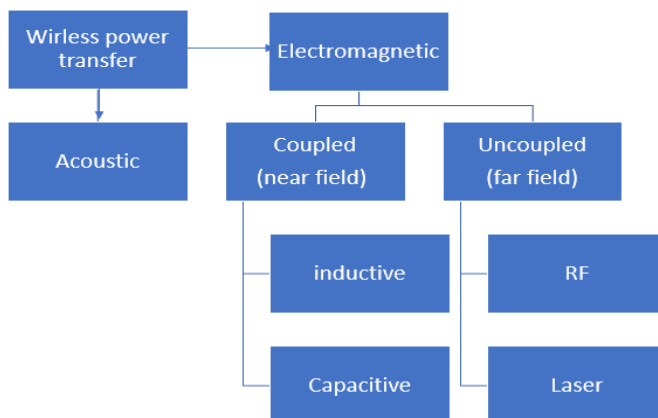 Wirless power
transfer
Electromagnetic
Acoustic
Coupled
(near field)
Uncoupled
(far field)
inductive
RF
Capacitive
Laser